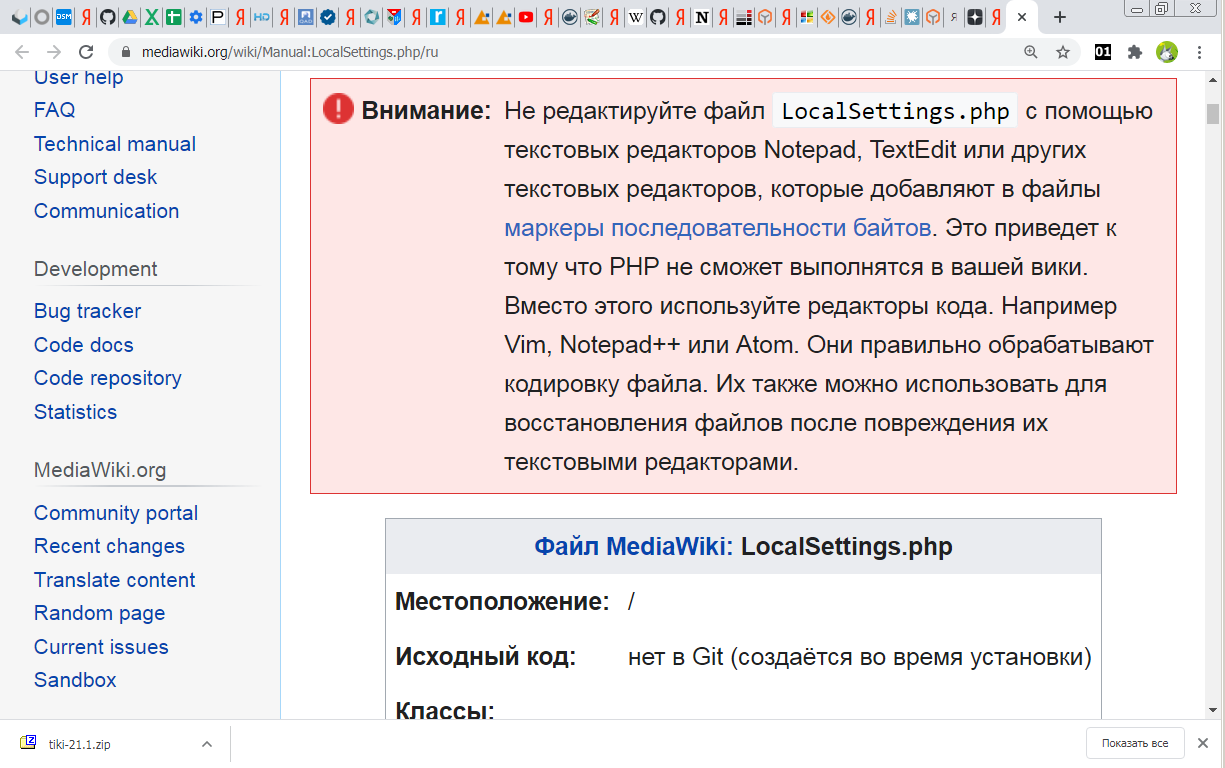 mediawiki.org/wiki/Manual:LocalSettings.php/ru
User help
FAQ
Technical manual
Support desk
Communication
Development
Bug tracker
Code docs
Code repository
Statistics
MediaWiki.org
Community portal
Recent changes
Translate content
Random page
Current issues
Sandbox
Внимание: Не редактируйте файл LocalSettings.php с помощью
текстовых редакторов Notepad, TextEdit или других
текстовых редакторов, которые добавляют в файлы
маркеры последовательности байтов. Это приведет к
тому что PHP не сможет выполнятся в вашей вики.
Вместо этого используйте редакторы кода. Например
Vim, Notepad++ или Atom. Они правильно обрабатывают
кодировку файла. Их также можно использовать для
восстановления файлов после повреждения их
текстовыми редакторами.
Файл MediaWiki: LocalSettings.php
Местоположение: /
Исходный код: нет в Git (создаётся во время установки)
Классы:
tiki-21.1.zip
Показать все